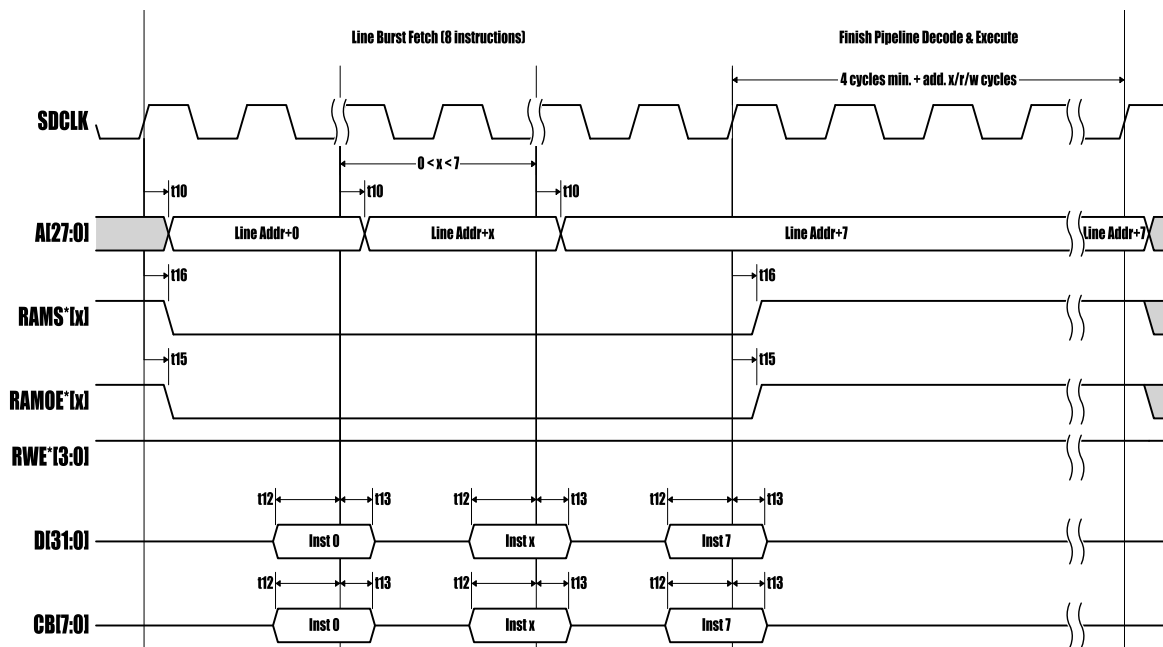 Line Burst Fetch (8 instructions) Finish Pipeline Decode & Execute
4 cycles min. + add. x/r/w cycles
SDCLK
0 < x < 7
t10 t10 t10
A[27:0] Line Addr+0 Line Addr+x Line Addr+7 Line Addr+7
t16 t16
RAMS*[x]
t15 t15
RAMOE*[x]
RWE*[3:0]
t12 t13 t12 t13 t12 t13
D[31:0] Inst 0 Inst x Inst 7
t12 t13 t12 t13 t12 t13
CB[7:0] Inst 0 Inst x Inst 7